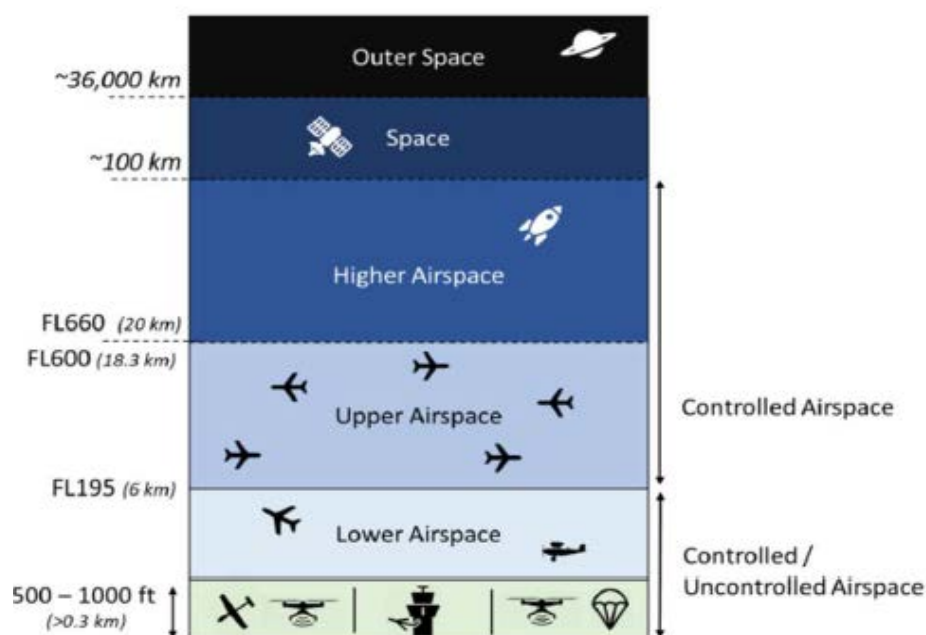 Outer Space
~36,000 km
Space
~100 km
Higher Airspace
FL660 (20 km)
FL600 (18.3 km)
Upper Airspace
Controlled Airspace
FL195 (6 km)
Lower Airspace
Controlled /
Uncontrolled Airspace
500 – 1000 ft
(>0.3 km)